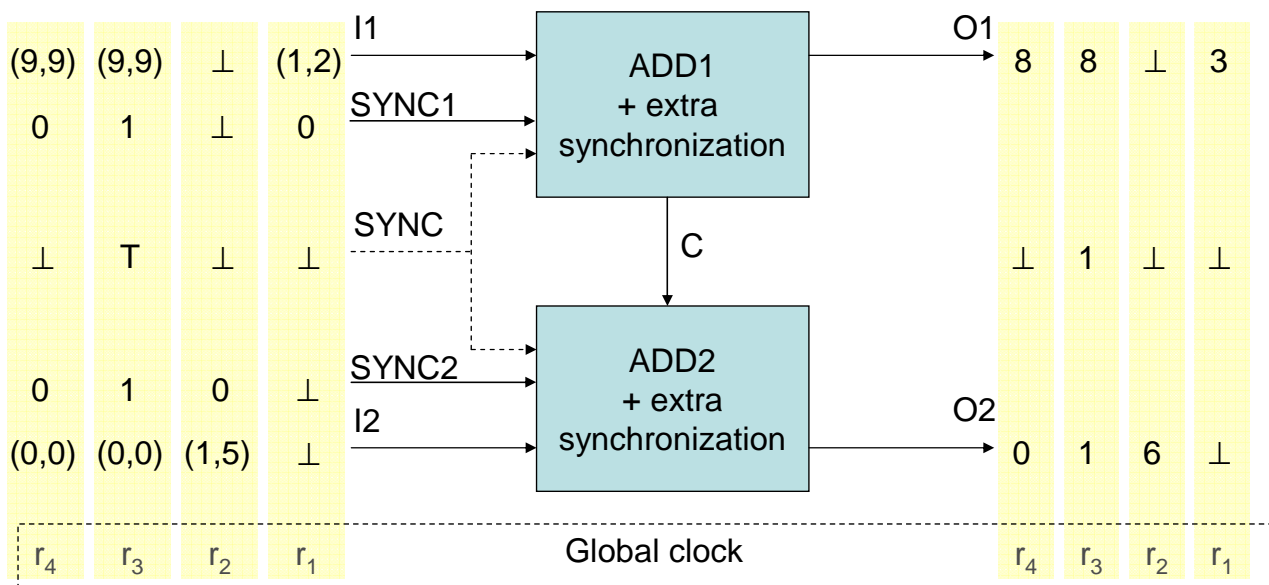 I1 O1
(9,9) (9,9) ⊥ (1,2) ADD1 8 8 ⊥ 3
SYNC1 + extra
0 1 ⊥ 0 synchronization
SYNC
⊥ T ⊥ ⊥ C ⊥ 1 ⊥ ⊥
SYNC2 ADD2
0 1 0 ⊥ + extra
I2 synchronization O2
(0,0) (0,0) (1,5) ⊥ 0 1 6 ⊥
r4 r3 r2 r1 Global clock r4 r3 r2 r1